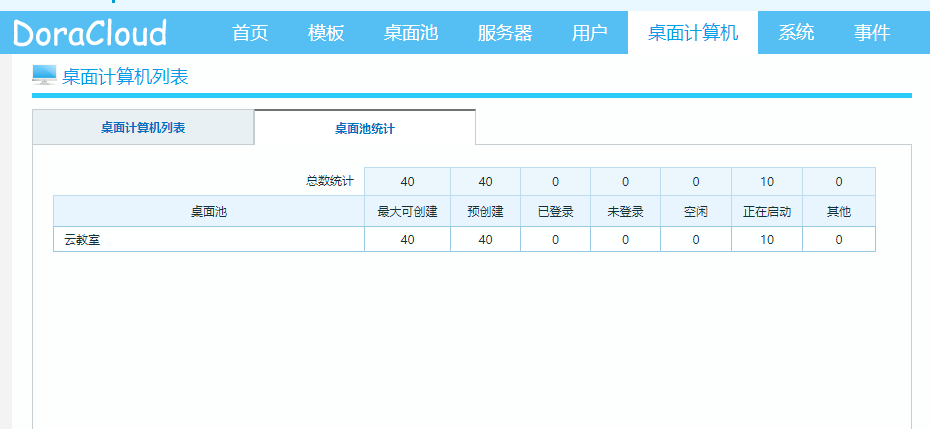 DoraCloud 首页 模板 桌面池 服务器 用户 桌面计算机 系统 事件
桌面计算机列表
桌面计算机列表 桌面池统计
总数统计 40 40 0 0 0 10 0
桌面池 最大可创建 预创建 已登录 未登录 空闲 正在启动 其他
云教室 40 40 0 0 0 10 0